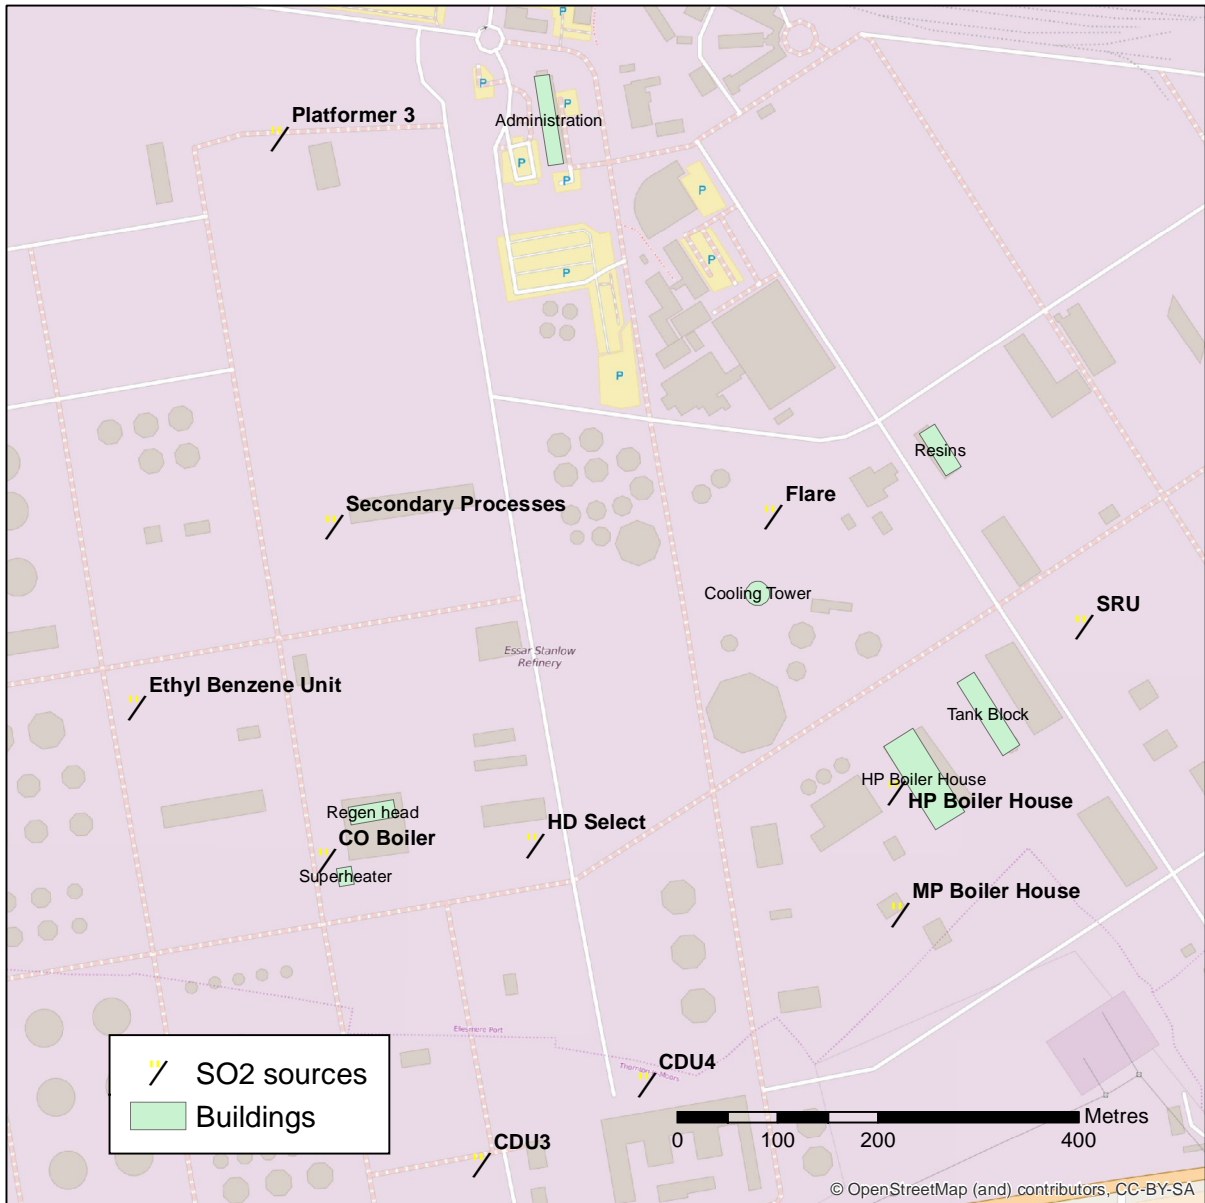 P
P
P
Platformer 3
Administration
P
P
P
P
P
P
Resins
Secondary Processes
Flare
Cooling Tower
SRU
Essar Stanlow
Refinery
Ethyl Benzene Unit
Tank Block
HP Boiler House
HP Boiler House
Regen head
HD Select
CO Boiler
Superheater
MP Boiler House
Ellesmere Port
CDU4
SO2 sources
Buildings
Metres
0 100 200 400
CDU3
© OpenStreetMap (and) contributors, CC-BY-SA